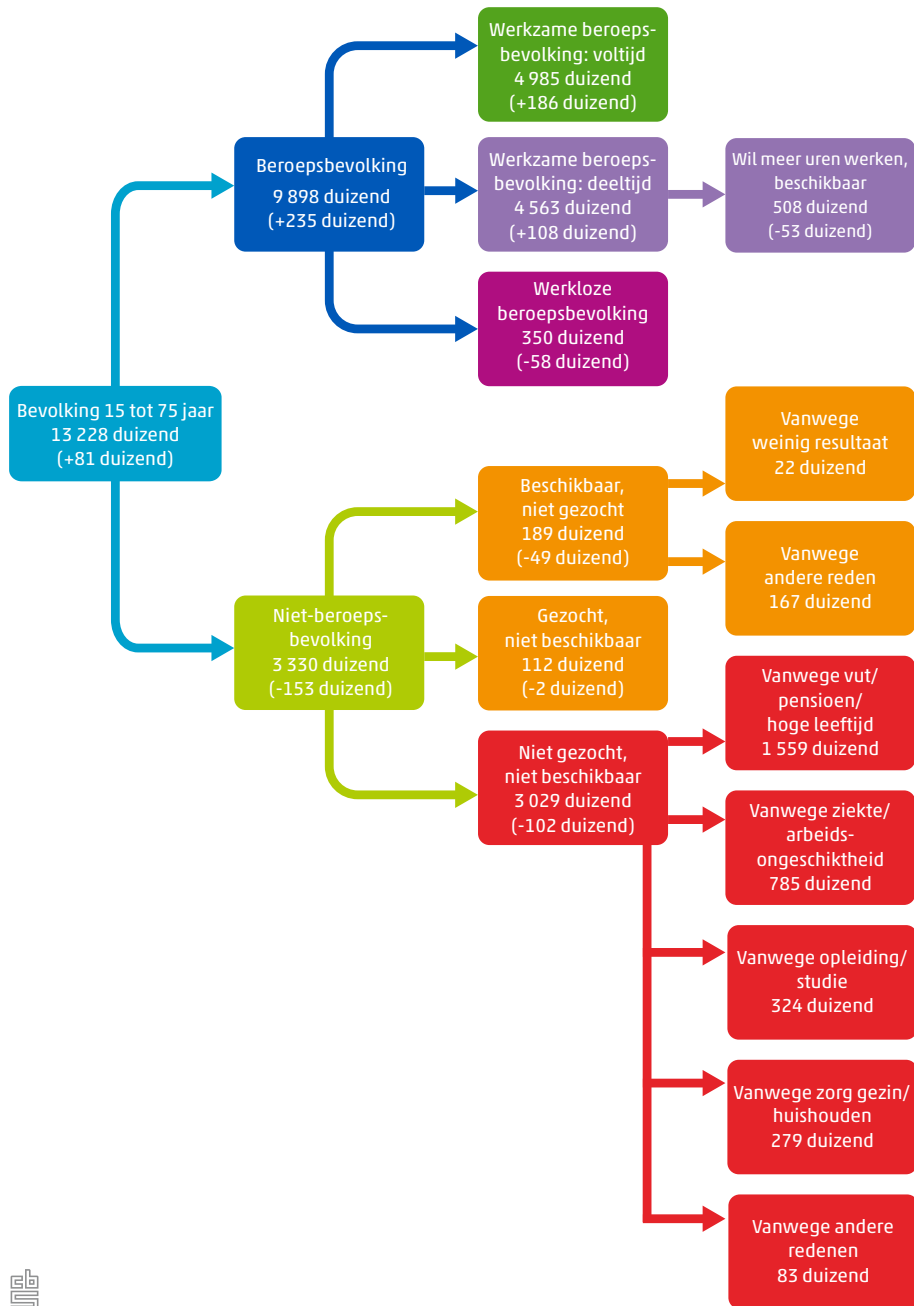 Werkzame beroeps-
bevolking: voltijd
4 985 duizend
(+186 duizend)
Beroepsbevolking
9 898 duizend
(+235 duizend)
Werkzame beroeps-
bevolking: deeltijd
4 563 duizend
(+108 duizend)
Wil meer uren werken,
beschikbaar
508 duizend
(-53 duizend)
Werkloze
beroepsbevolking
350 duizend
(-58 duizend)
Bevolking 15 tot 75 jaar
13 228 duizend
(+81 duizend)
Vanwege
weinig resultaat
22 duizend
Beschikbaar,
niet gezocht
189 duizend
(-49 duizend)
Vanwege
andere reden
167 duizend
Niet-beroeps-
bevolking
3 330 duizend
(-153 duizend)
Gezocht,
niet beschikbaar
112 duizend
(-2 duizend)
Vanwege vut/
pensioen/
hoge leeftijd
1 559 duizend
Niet gezocht,
niet beschikbaar
3 029 duizend
(-102 duizend)
Vanwege ziekte/
arbeids-
ongeschiktheid
785 duizend
Vanwege opleiding/
studie
324 duizend
Vanwege zorg gezin/
huishouden
279 duizend
Vanwege andere
redenen
83 duizend
cb